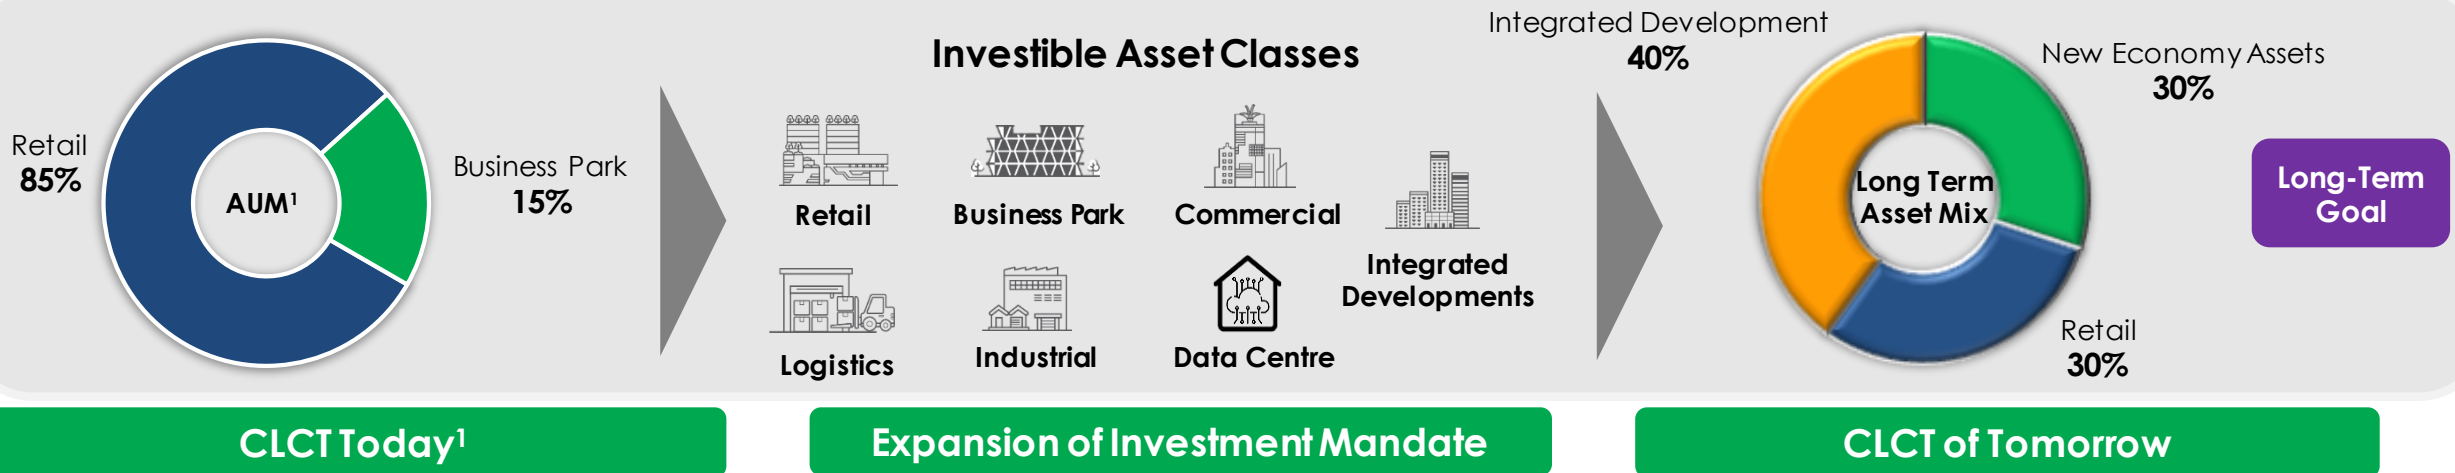 Retail
85%
AUM¹
Business Park
15%
CLCT Today¹
Investible Asset Classes
Retail
Business Park
Commercial
Integrated
Developments
Logistics
Industrial
Data Centre
Expansion of Investment Mandate
Integrated Development
40%
New Economy Assets
30%
Long Term
Asset Mix
Retail
30%
Long-Term
Goal
CLCT of Tomorrow